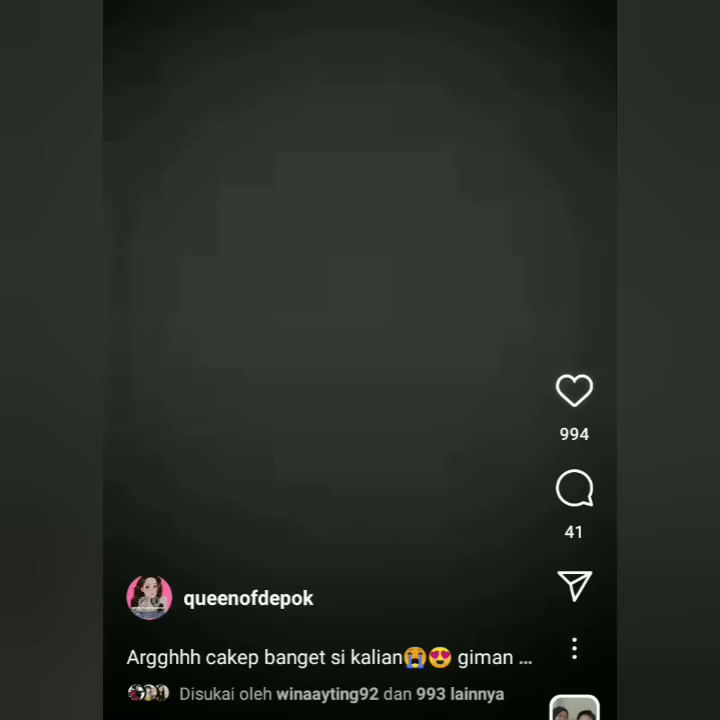 994
41
queenofdepok
Argghhh cakep banget si kalian😭😍 giman ...
Disukai oleh winaayting92 dan 993 lainnya